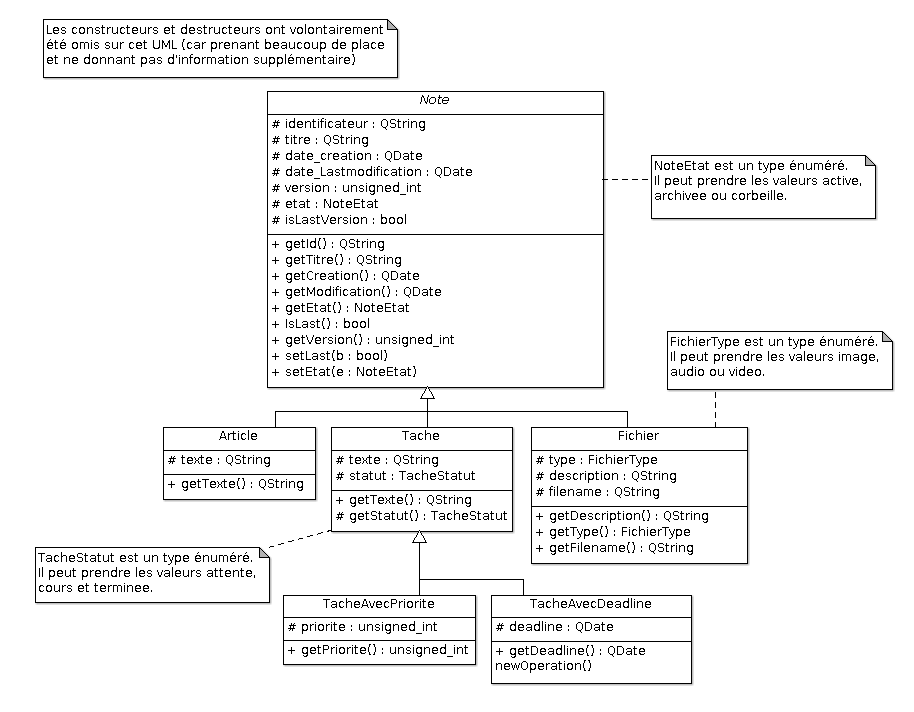 Les constructeurs et destructeurs ont volontairement
été omis sur cet UML (car prenant beaucoup de place
et ne donnant pas d'information supplémentaire)
Note
# identificateur : QString
# titre : QString
# date_creation : QDate
# date_Lastmodification : QDate
# version : unsigned_int
# etat : NoteEtat
# isLastVersion : bool
+ getId() : QString
+ getTitre() : QString
+ getCreation() : QDate
+ getModification() : QDate
+ getEtat() : NoteEtat
+ IsLast() : bool
+ getVersion() : unsigned_int
+ setLast(b : bool)
+ setEtat(e : NoteEtat)
NoteEtat est un type énuméré.
Il peut prendre les valeurs active,
archivee ou corbeille.
FichierType est un type énuméré.
Il peut prendre les valeurs image,
audio ou video.
Article
# texte : QString
+ getTexte() : QString
Tache
# texte : QString
# statut : TacheStatut
+ getTexte() : QString
# getStatut() : TacheStatut
Fichier
# type : FichierType
# description : QString
# filename : QString
+ getDescription() : QString
+ getType() : FichierType
+ getFilename() : QString
TacheStatut est un type énuméré.
Il peut prendre les valeurs attente,
cours et terminee.
TacheAvecPriorite
# priorite : unsigned_int
+ getPriorite() : unsigned_int
TacheAvecDeadline
# deadline : QDate
+ getDeadline() : QDate
newOperation()